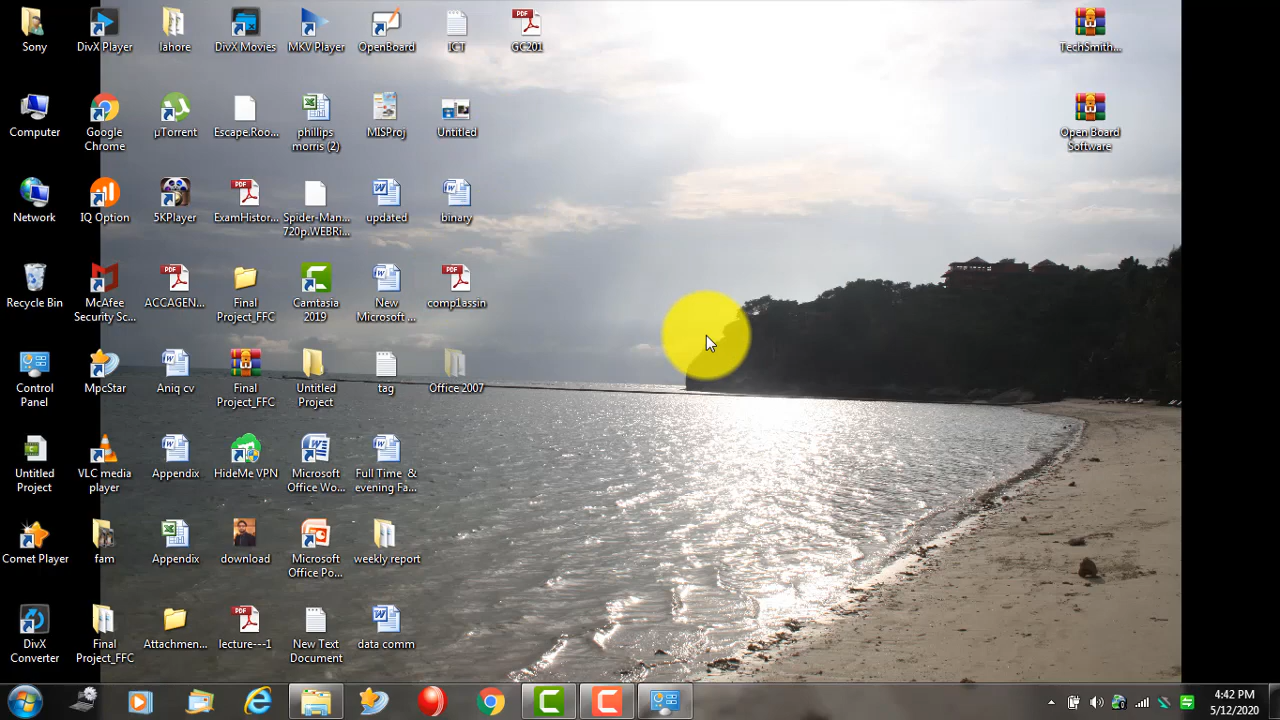 Sony
DivX Player
lahore
DivX Movies
MKV Player
OpenBoard
ICT
GC201
TechSmith...
Computer
Google
Chrome
µTorrent
Escape.Roo...
phillips
morris (2)
MISProj
Untitled
Open Board
Software
Network
IQ Option
5KPlayer
ExamHistor...
Spider-Man...
720p.WEBRi...
updated
binary
Recycle Bin
McAfee
Security Sc...
ACCAGEN...
Final
Project_FFC
Camtasia
2019
New
Microsoft ...
comp1assin
Control
Panel
MpcStar
Aniq cv
Final
Project_FFC
Untitled
Project
tag
Office 2007
Untitled
Project
VLC media
player
Appendix
HideMe VPN
Microsoft
Office Wo...
Full Time &
evening Fa...
Comet Player
fam
Appendix
download
Microsoft
Office Po...
weekly report
DivX
Converter
Final
Project_FFC
Attachmen...
lecture---1
New Text
Document
data comm
4:42 PM
5/12/2020